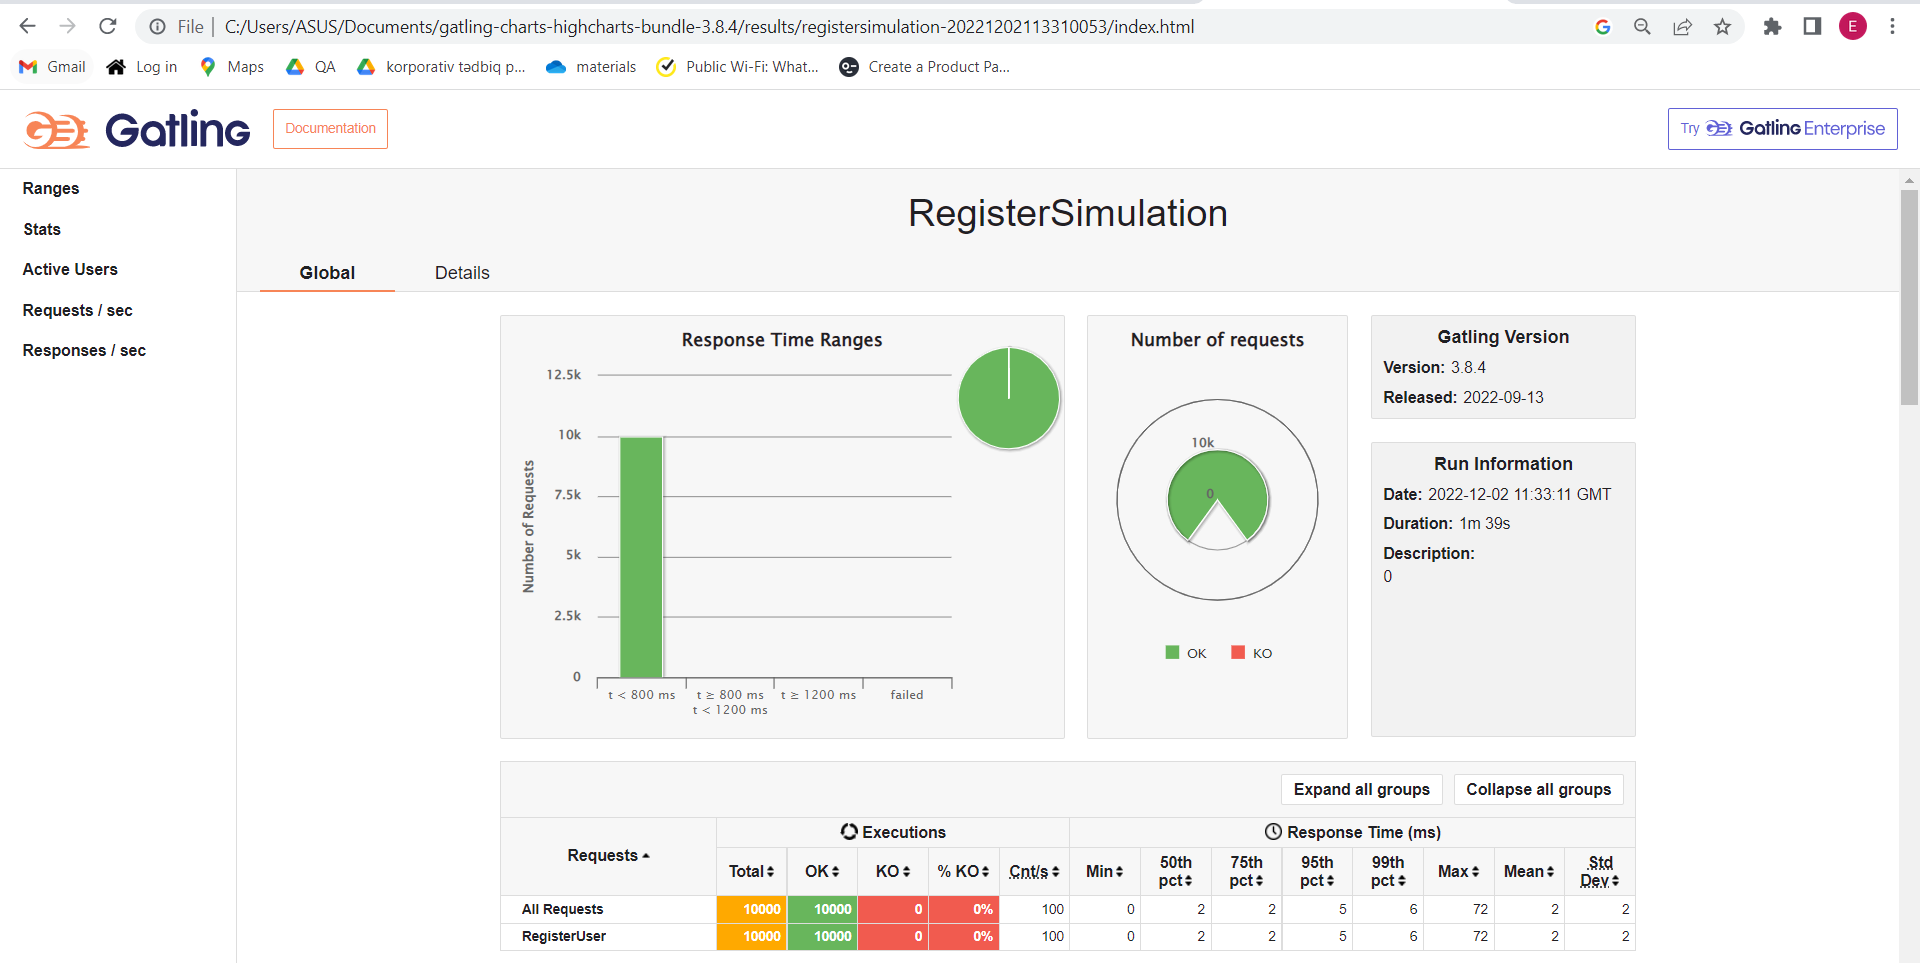 File | C:/Users/ASUS/Documents/gatling-charts-highcharts-bundle-3.8.4/results/registersimulation-20221202113310053/index.html
E
Gmail Log in Maps QA korporativ tədbiq p... materials Public Wi-Fi: What... Create a Product Pa...
Gatling Documentation Try Gatling Enterprise
Ranges
Stats
Active Users
Requests / sec
Responses / sec
RegisterSimulation
Global Details
Response Time Ranges
12.5k
10k
7.5k
5k
2.5k
0
Number of Requests
t < 800 ms
t ≥ 800 ms
t < 1200 ms
t ≥ 1200 ms
failed
Number of requests
10k
0
OK KO
Gatling Version
Version: 3.8.4
Released: 2022-09-13
Run Information
Date: 2022-12-02 11:33:11 GMT
Duration: 1m 39s
Description:
0
Expand all groups Collapse all groups
Requests Executions Response Time (ms)
Total OK KO % KO Cnt/s Min 50th pct 75th pct 95th pct 99th pct Max Mean Std Dev
All Requests 10000 10000 0 0% 100 0 2 2 5 6 72 2 2
RegisterUser 10000 10000 0 0% 100 0 2 2 5 6 72 2 2